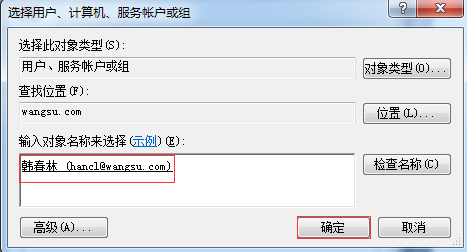 选择用户、计算机、服务帐户或组
选择此对象类型(S):
用户、服务帐户或组
对象类型(O)...
查找位置(F):
wangsu.com
位置(L)...
输入对象名称来选择(示例)(E):
韩春林 (hancl@wangsu.com)
检查名称(C)
高级(A)...
确定
取消